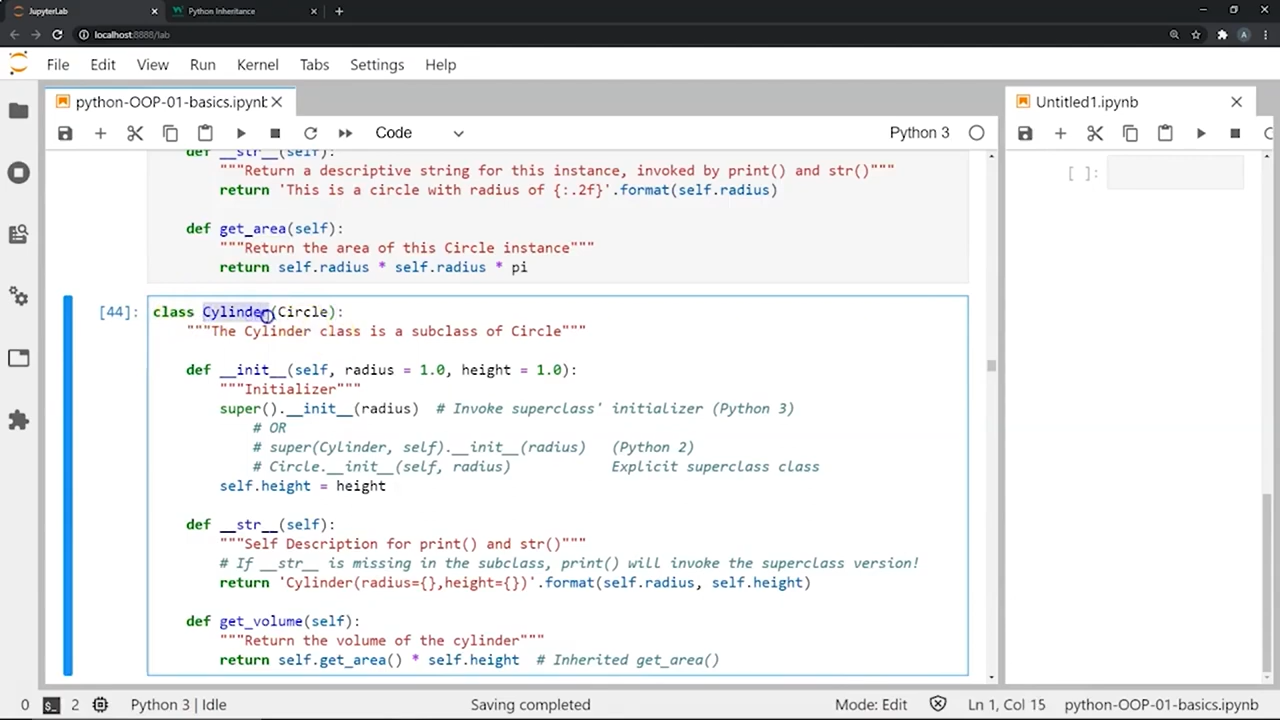 JupyterLab
Python Inheritance
localhost:8888/lab
A
File Edit View Run Kernel Tabs Settings Help
python-OOP-01-basics.ipynb
Untitled1.ipynb
Code
Python 3
def __str__(self):
"""Return a descriptive string for this instance, invoked by print() and str()"""
return 'This is a circle with radius of {:.2f}'.format(self.radius)
[ ]:
def get_area(self):
"""Return the area of this Circle instance"""
return self.radius * self.radius * pi
[44]:
class Cylinder(Circle):
"""The Cylinder class is a subclass of Circle"""
def __init__(self, radius = 1.0, height = 1.0):
"""Initializer"""
super().__init__(radius)  # Invoke superclass' initializer (Python 3)
# OR
# super(Cylinder, self).__init__(radius)   (Python 2)
# Circle.__init__(self, radius)            Explicit superclass class
self.height = height
def __str__(self):
"""Self Description for print() and str()"""
# If __str__ is missing in the subclass, print() will invoke the superclass version!
return 'Cylinder(radius={},height={})'.format(self.radius, self.height)
def get_volume(self):
"""Return the volume of the cylinder"""
return self.get_area() * self.height  # Inherited get_area()
0 $_ 2 Python 3 | Idle Saving completed Mode: Edit Ln 1, Col 15 python-OOP-01-basics.ipynb